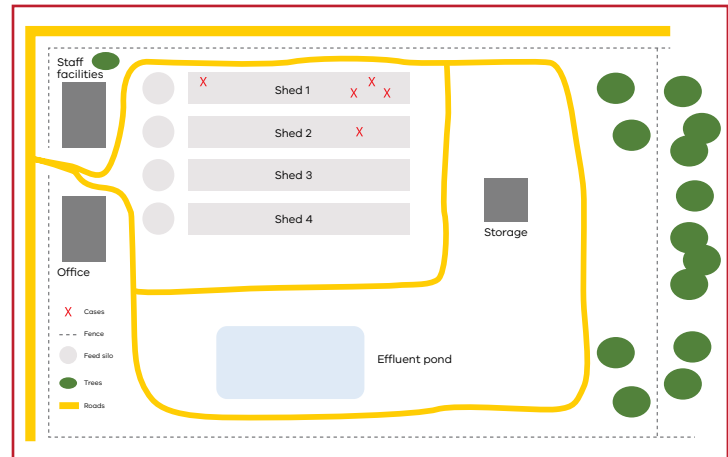 Staff
facilities
X
X
X
X
Shed 1
X
Shed 2
Shed 3
Shed 4
Storage
Office
X Cases
Fence
Feed silo
Trees
Roads
Effluent pond